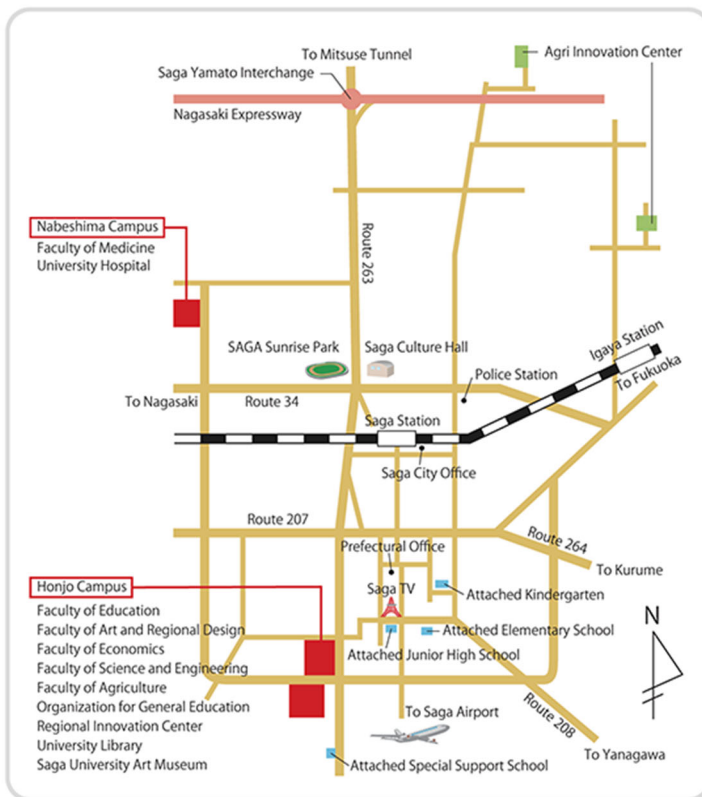 To Mitsuse Tunnel
Agri Innovation Center
Saga Yamato Interchange
Nagasaki Expressway
Nabeshima Campus
Faculty of Medicine
University Hospital
Route 263
SAGA Sunrise Park
Saga Culture Hall
Igaya Station
Police Station
To Fukuoka
To Nagasaki
Route 34
Saga Station
Saga City Office
Route 207
Route 264
Prefectural Office
To Kurume
Honjo Campus
Saga TV
Attached Kindergarten
Faculty of Education
Faculty of Art and Regional Design
Faculty of Economics
Faculty of Science and Engineering
Faculty of Agriculture
Organization for General Education
Regional Innovation Center
University Library
Saga University Art Museum
Attached Elementary School
Attached Junior High School
N
To Saga Airport
Route 208
To Yanagawa
Attached Special Support School